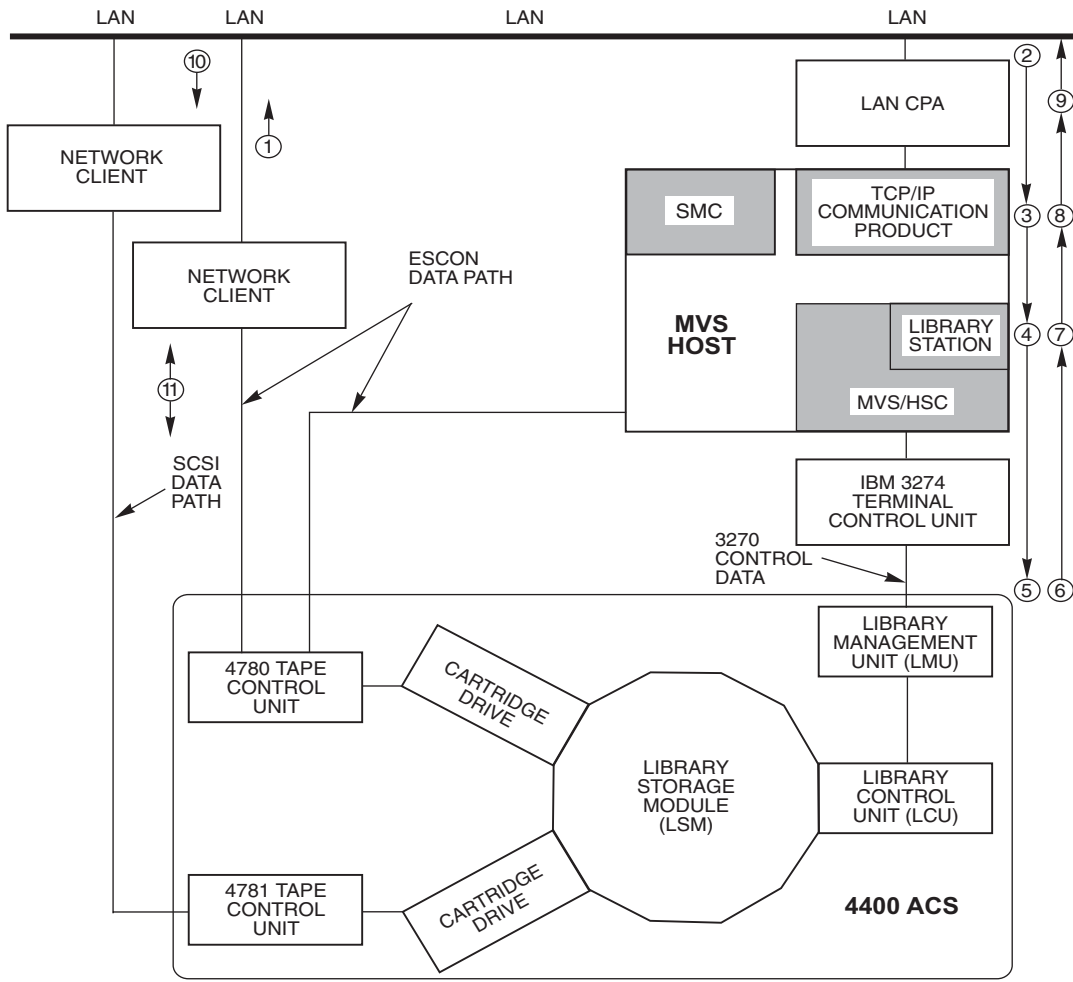 LAN
LAN
LAN
LAN
10
1
2
9
LAN CPA
NETWORK
CLIENT
SMC
TCP/IP
COMMUNICATION
PRODUCT
3
8
NETWORK
CLIENT
ESCON
DATA PATH
MVS
HOST
LIBRARY
STATION
4
7
MVS/HSC
11
SCSI
DATA
PATH
IBM 3274
TERMINAL
CONTROL UNIT
3270
CONTROL
DATA
5
6
LIBRARY
MANAGEMENT
UNIT (LMU)
4780 TAPE
CONTROL
UNIT
CARTRIDGE
DRIVE
LIBRARY
STORAGE
MODULE
(LSM)
LIBRARY
CONTROL
UNIT (LCU)
4781 TAPE
CONTROL
UNIT
CARTRIDGE
DRIVE
4400 ACS